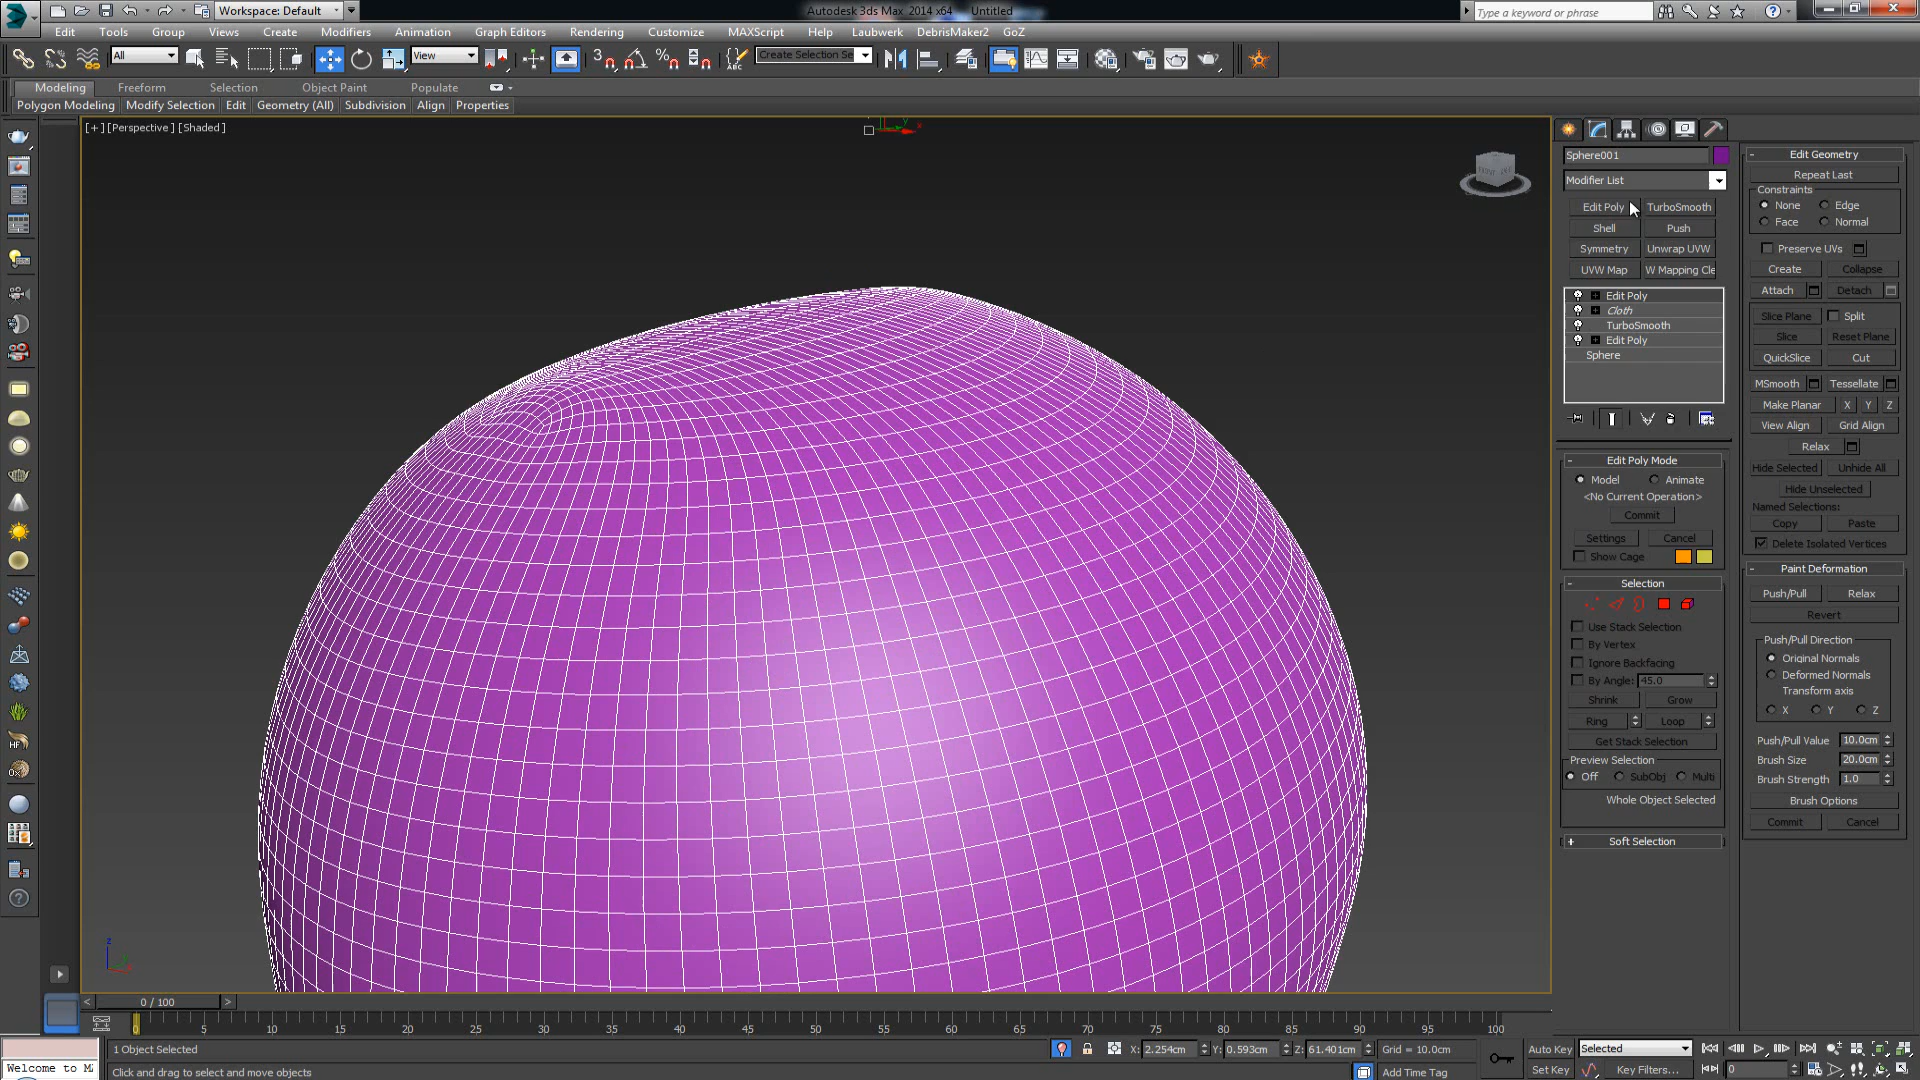 Workspace: Default
Autodesk 3ds Max 2014 x64 Untitled
Type a keyword or phrase
Edit Tools Group Views Create Modifiers Animation Graph Editors Rendering Customize MAXScript Help Laubwerk DebrisMaker2 GoZ
All
View
Create Selection Se
Modeling Freeform Selection Object Paint Populate
Polygon Modeling Modify Selection Edit Geometry (All) Subdivision Align Properties
[+] [Perspective] [Shaded]
Sphere001
Modifier List
Edit Poly TurboSmooth
Shell Push
Symmetry Unwrap UVW
UVW Map W Mapping Cle
Edit Poly
Cloth
TurboSmooth
Edit Poly
Sphere
Edit Poly Mode
Model Animate
<No Current Operation>
Commit
Settings Cancel
Show Cage
Selection
Use Stack Selection
By Vertex
Ignore Backfacing
By Angle: 45.0
Shrink Grow
Ring Loop
Get Stack Selection
Preview Selection
Off SubObj Multi
Whole Object Selected
+ Soft Selection
Edit Geometry
Repeat Last
Constraints
None Edge
Face Normal
Preserve UVs
Create Collapse
Attach Detach
Slice Plane Split
Slice Reset Plane
QuickSlice Cut
MSmooth Tessellate
Make Planar X Y Z
View Align Grid Align
Relax
Hide Selected Unhide All
Hide Unselected
Named Selections:
Copy Paste
Delete Isolated Vertices
Paint Deformation
Push/Pull Relax
Revert
Push/Pull Direction
Original Normals
Deformed Normals
Transform axis
X Y Z
Push/Pull Value 10.0cm
Brush Size 20.0cm
Brush Strength 1.0
Brush Options
Commit Cancel
< 0 / 100 >
0 5 10 15 20 25 30 35 40 45 50 55 60 65 70 75 80 85 90 95 100
1 Object Selected
X: 2.254cm Y: 0.593cm Z: 61.401cm Grid = 10.0cm
Auto Key Selected
Welcome to MA
Click and drag to select and move objects
Add Time Tag
Set Key Key Filters... 0